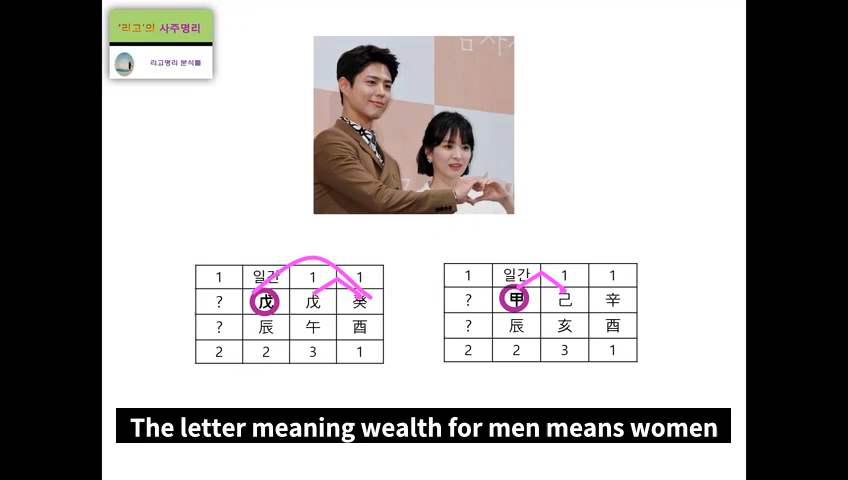 '리고'의 사주명리
리고명리 분석툴
1 일간 1 1
? 戊 戊 癸
? 辰 午 酉
2 2 3 1
1 일간 1 1
? 甲 己 辛
? 辰 亥 酉
2 2 3 1
The letter meaning wealth for men means women